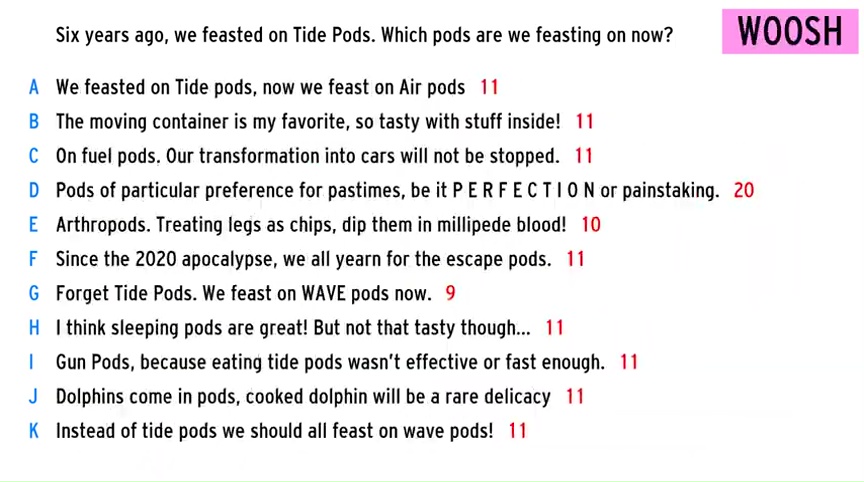 Six years ago, we feasted on Tide Pods. Which pods are we feasting on now?
WOOSH
A We feasted on Tide pods, now we feast on Air pods 11
B The moving container is my favorite, so tasty with stuff inside! 11
C On fuel pods. Our transformation into cars will not be stopped. 11
D Pods of particular preference for pastimes, be it P E R F E C T I O N or painstaking. 20
E Arthropods. Treating legs as chips, dip them in millipede blood! 10
F Since the 2020 apocalypse, we all yearn for the escape pods. 11
G Forget Tide Pods. We feast on WAVE pods now. 9
H I think sleeping pods are great! But not that tasty though... 11
I Gun Pods, because eating tide pods wasn't effective or fast enough. 11
J Dolphins come in pods, cooked dolphin will be a rare delicacy 11
K Instead of tide pods we should all feast on wave pods! 11